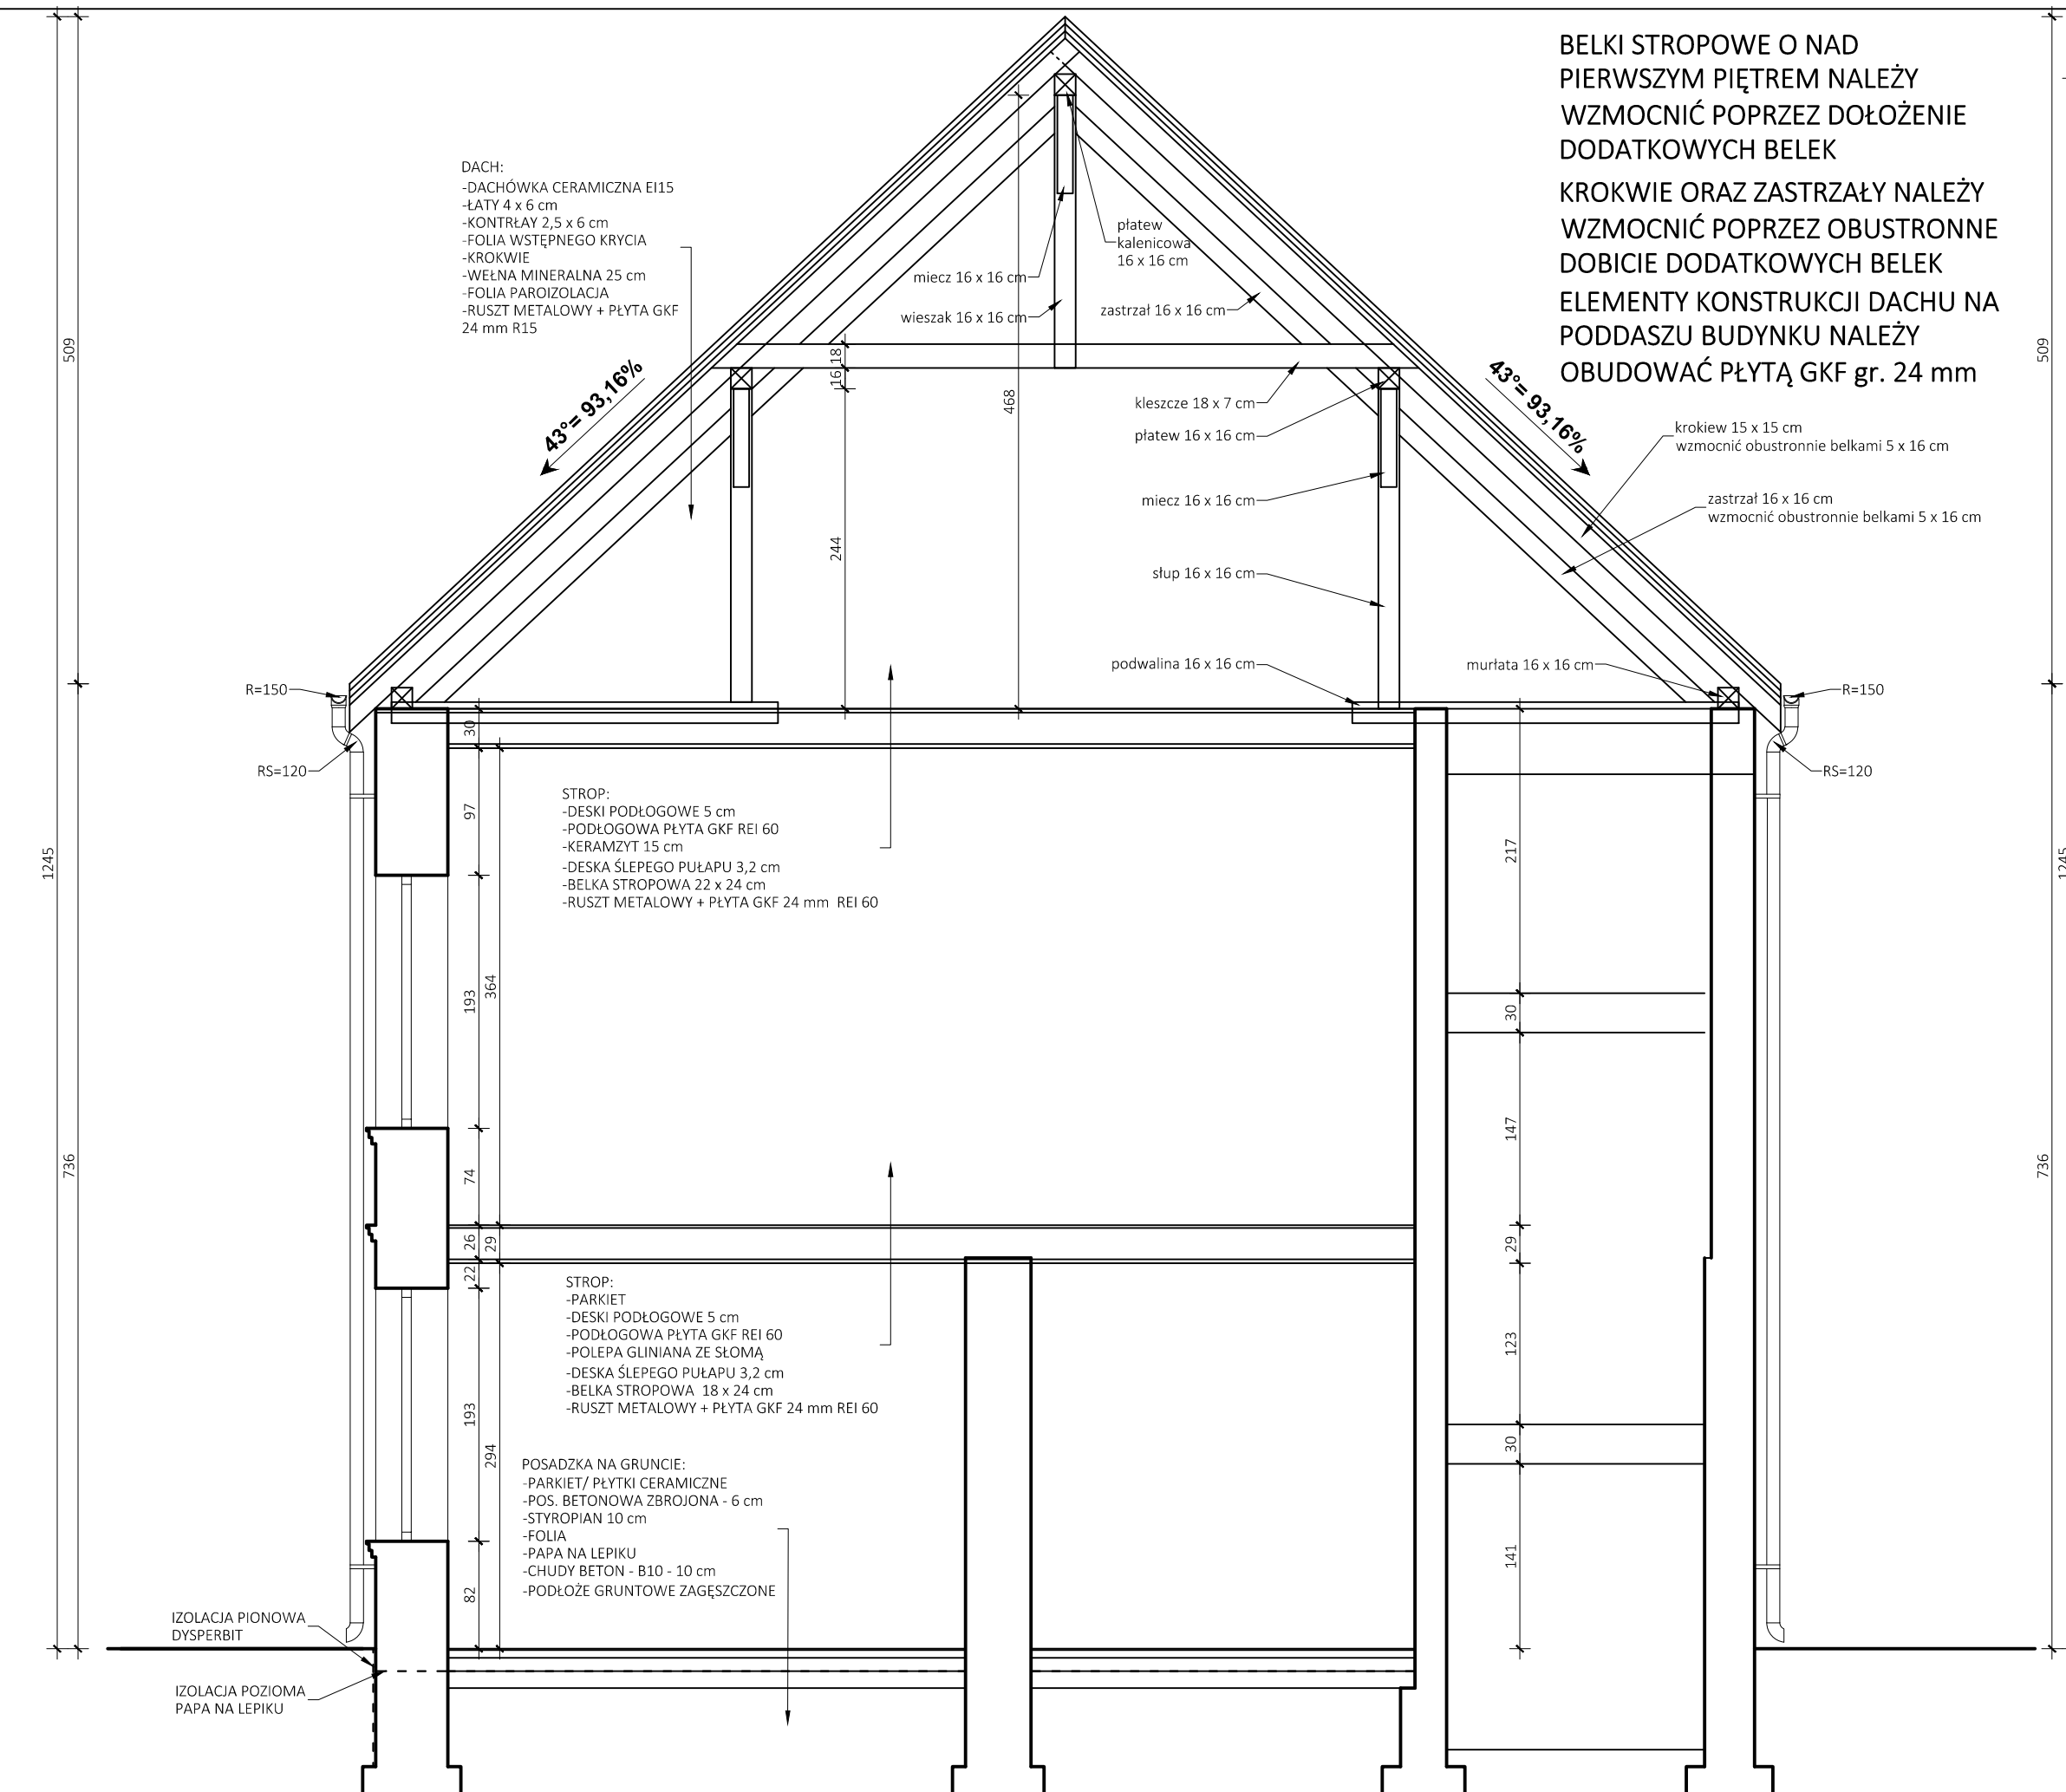 BELKI STROPOWE O NAD
PIERWSZYM PIĘTREM NALEŻY
WZMOCNIĆ POPRZEZ DOŁOŻENIE
DODATKOWYCH BELEK
KROKWIE ORAZ ZASTRZAŁY NALEŻY
WZMOCNIĆ POPRZEZ OBUSTRONNE
DOBICIE DODATKOWYCH BELEK
ELEMENTY KONSTRUKCJI DACHU NA
PODDASZU BUDYNKU NALEŻY
OBUDOWAĆ PŁYTĄ GKF gr. 24 mm
DACH:
-DACHÓWKA CERAMICZNA EI15
-ŁATY 4 x 6 cm
-KONTRŁAY 2,5 x 6 cm
-FOLIA WSTĘPNEGO KRYCIA
-KROKWIE
-WEŁNA MINERALNA 25 cm
-FOLIA PAROIZOLACJA
-RUSZT METALOWY + PŁYTA GKF
24 mm R15
płatew
kalenicowa
16 x 16 cm
miecz 16 x 16 cm
wieszak 16 x 16 cm
zastrzał 16 x 16 cm
509
509
18
16
468
43°= 93,16%
43°= 93,16%
kleszcze 18 x 7 cm
płatew 16 x 16 cm
krokiew 15 x 15 cm
wzmocnić obustronnie belkami 5 x 16 cm
miecz 16 x 16 cm
zastrzał 16 x 16 cm
wzmocnić obustronnie belkami 5 x 16 cm
244
słup 16 x 16 cm
podwalina 16 x 16 cm
murłata 16 x 16 cm
R=150
R=150
30
RS=120
RS=120
97
STROP:
-DESKI PODŁOGOWE 5 cm
-PODŁOGOWA PŁYTA GKF REI 60
-KERAMZYT 15 cm
-DESKA ŚLEPEGO PUŁAPU 3,2 cm
-BELKA STROPOWA 22 x 24 cm
-RUSZT METALOWY + PŁYTA GKF 24 mm  REI 60
1245
217
1245
193
364
30
147
736
74
736
26
29
29
22
STROP:
-PARKIET
-DESKI PODŁOGOWE 5 cm
-PODŁOGOWA PŁYTA GKF REI 60
-POLEPA GLINIANA ZE SŁOMĄ
-DESKA ŚLEPEGO PUŁAPU 3,2 cm
-BELKA STROPOWA  18 x 24 cm
-RUSZT METALOWY + PŁYTA GKF 24 mm REI 60
123
193
294
30
POSADZKA NA GRUNCIE:
-PARKIET/ PŁYTKI CERAMICZNE
-POS. BETONOWA ZBROJONA - 6 cm
-STYROPIAN 10 cm
-FOLIA
-PAPA NA LEPIKU
-CHUDY BETON - B10 - 10 cm
-PODŁOŻE GRUNTOWE ZAGĘSZCZONE
141
82
IZOLACJA PIONOWA
DYSPERBIT
IZOLACJA POZIOMA
PAPA NA LEPIKU